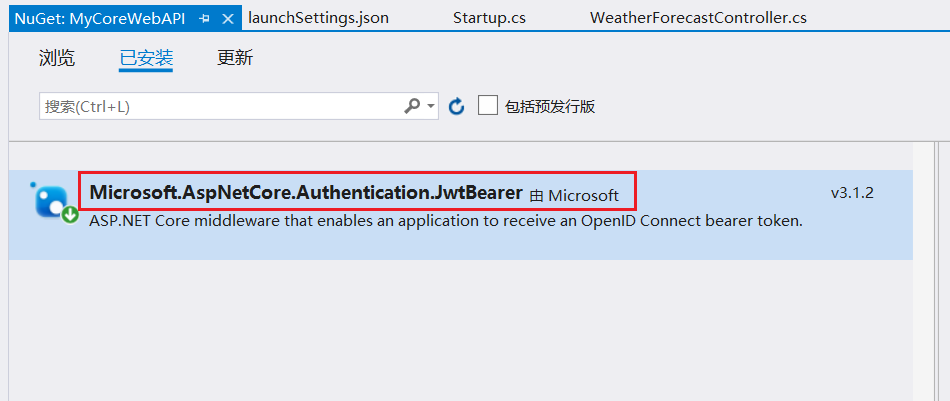 NuGet: MyCoreWebAPI launchSettings.json Startup.cs WeatherForecastController.cs
浏览 已安装 更新
搜索(Ctrl+L) 包括预发行版
Microsoft.AspNetCore.Authentication.JwtBearer 由 Microsoft v3.1.2
ASP.NET Core middleware that enables an application to receive an OpenID Connect bearer token.